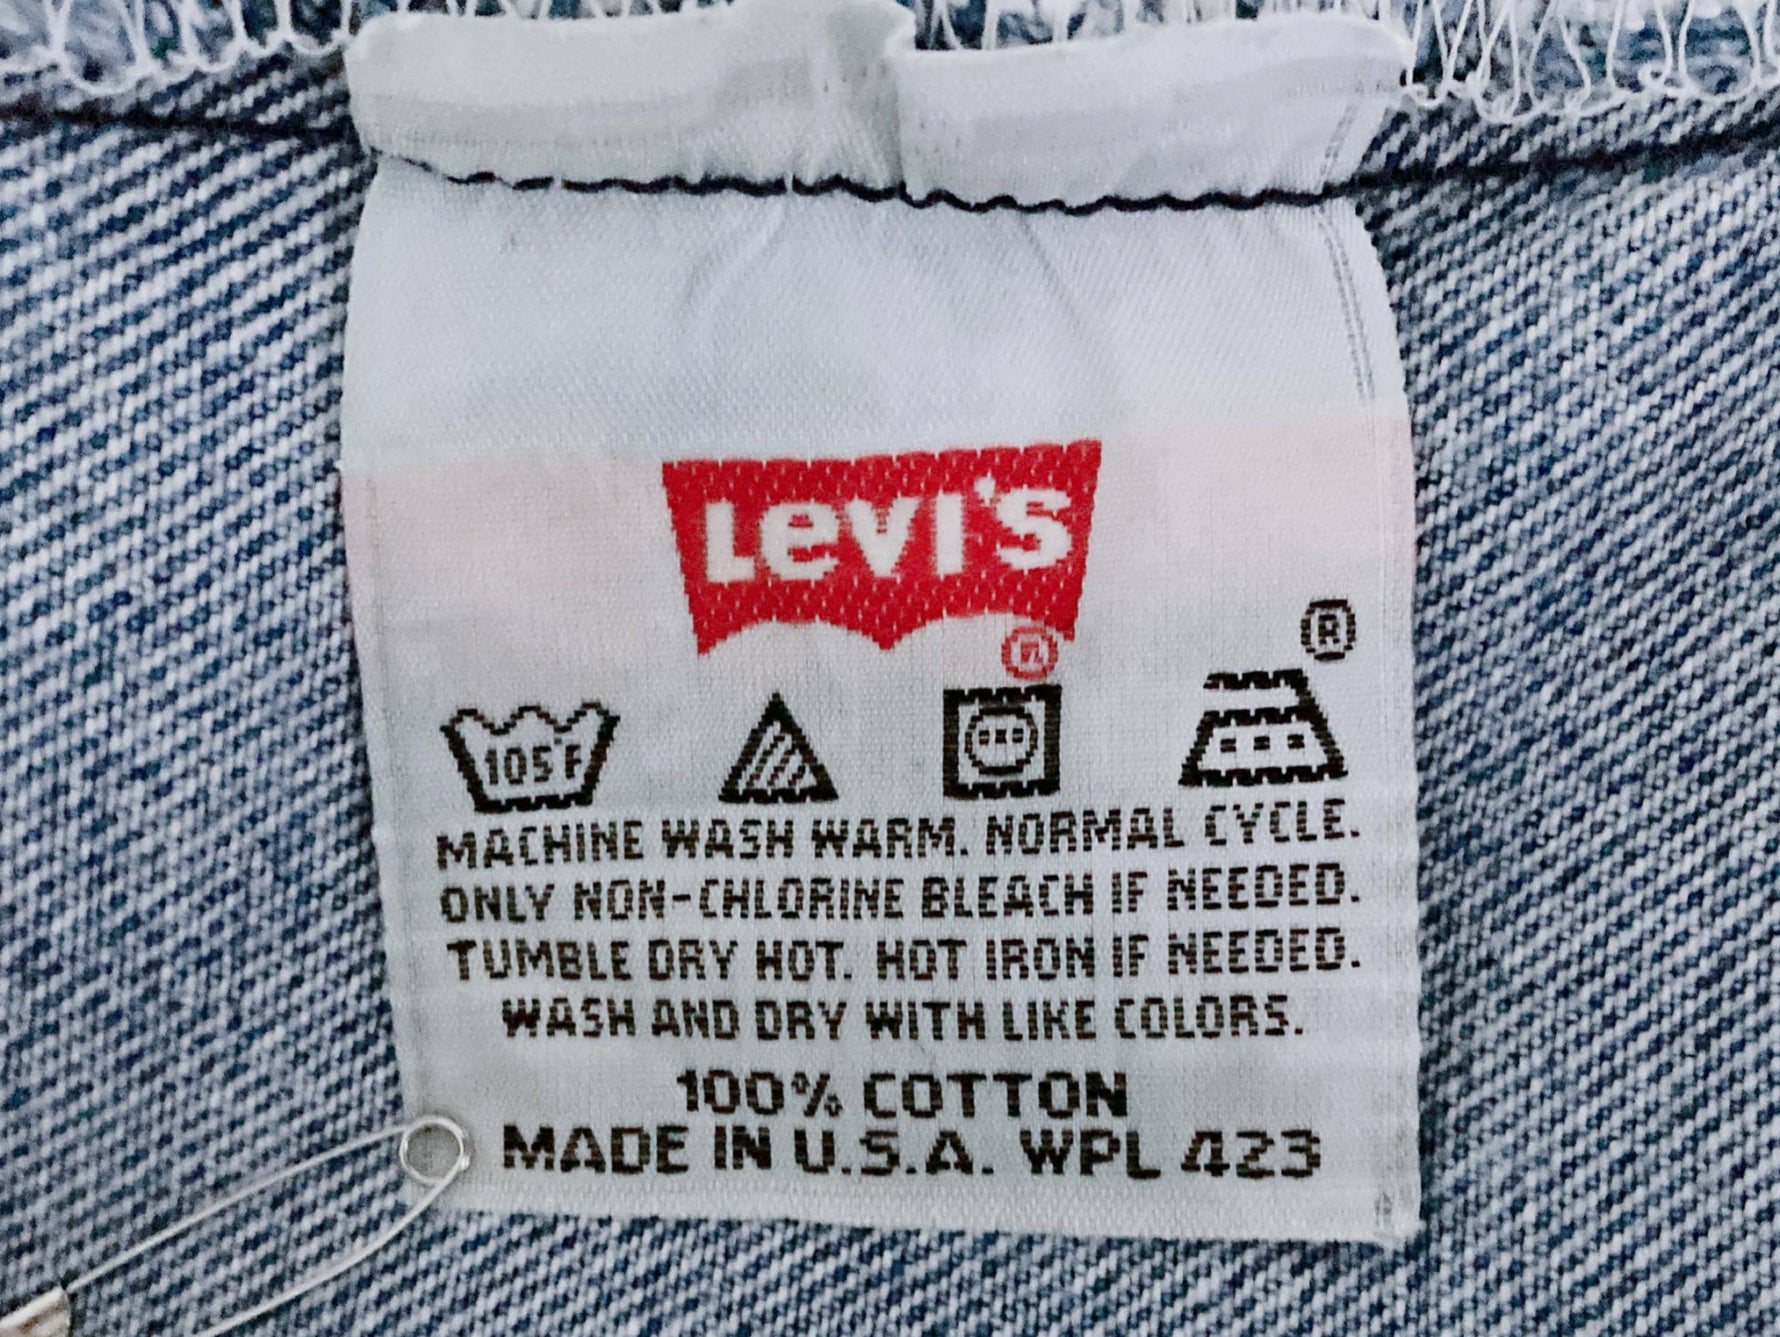 Levi's
®
®
105°F
MACHINE WASH WARM. NORMAL CYCLE.
ONLY NON-CHLORINE BLEACH IF NEEDED.
TUMBLE DRY HOT. HOT IRON IF NEEDED.
WASH AND DRY WITH LIKE COLORS.
100% COTTON
MADE IN U.S.A. WPL 423